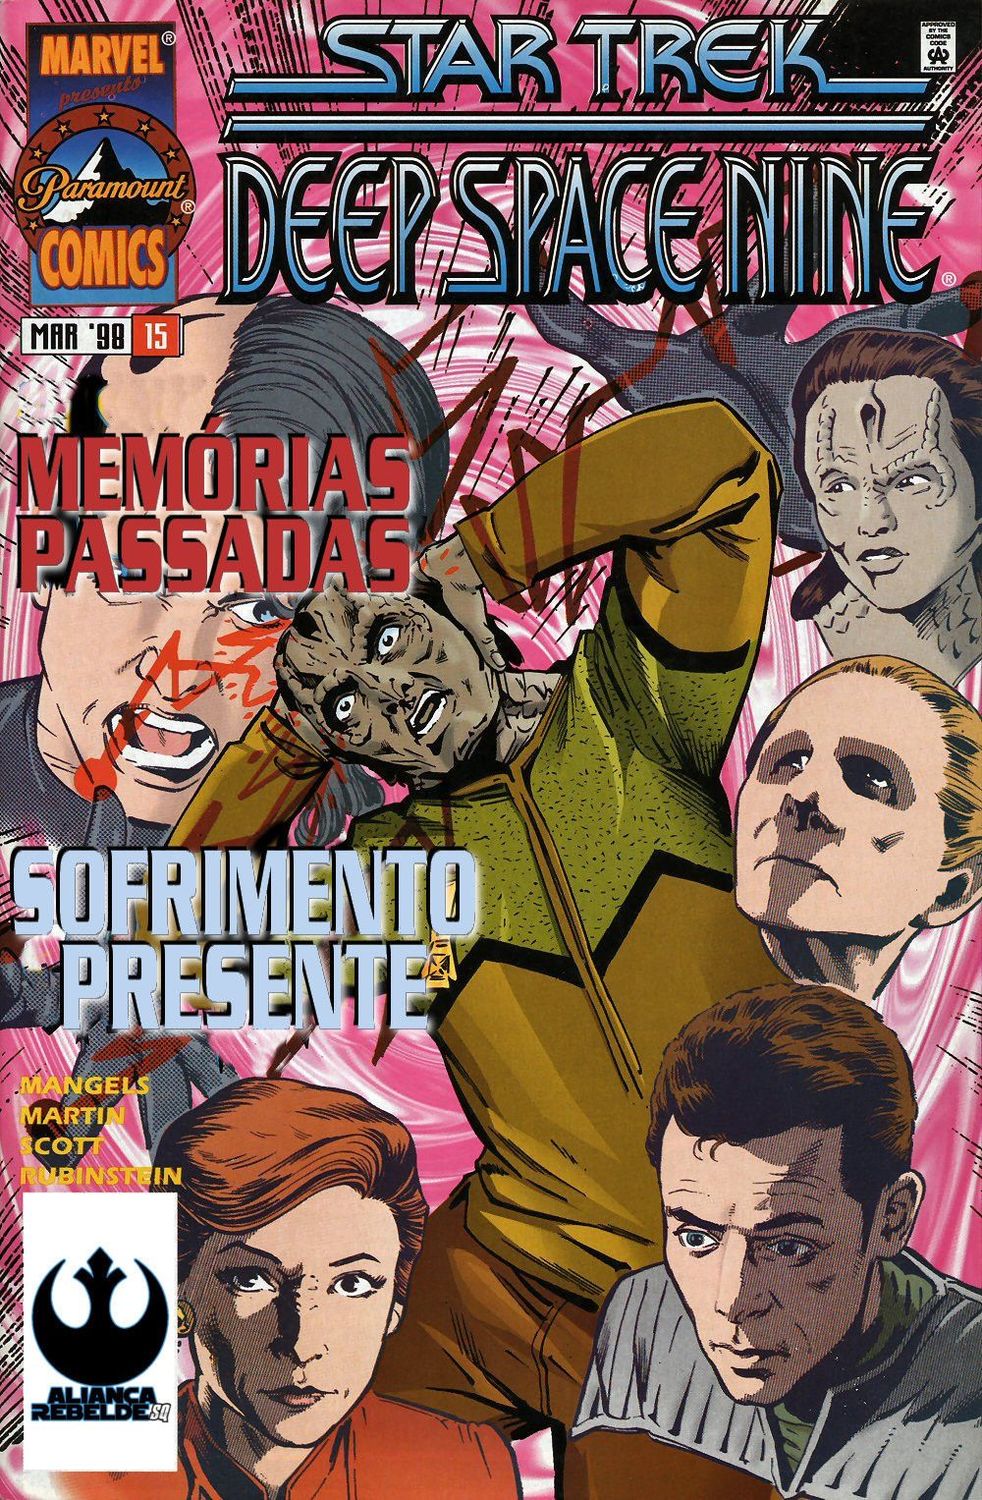 MARVEL®
presents
Paramount®
COMICS
STAR TREK
DEEP SPACE NINE®
APPROVED
BY THE
COMICS
CODE
AUTHORITY
MAR '98 15
MEMÓRIAS
PASSADAS
SOFRIMENTO
PRESENTE
MANGELS
MARTIN
SCOTT
RUBINSTEIN
ALIANÇA
REBELDE/SQ